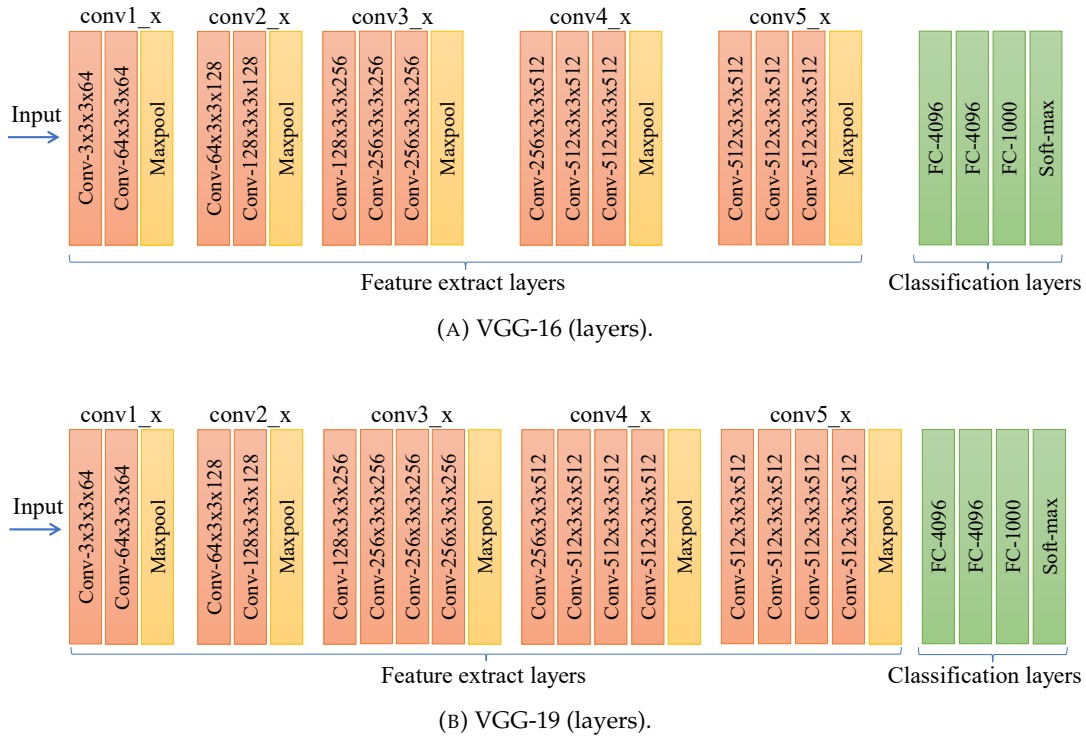 conv1_x conv2_x conv3_x conv4_x conv5_x
Input
Conv-3x3x3x64
Conv-64x3x3x64
Maxpool
Conv-64x3x3x128
Conv-128x3x3x128
Maxpool
Conv-128x3x3x256
Conv-256x3x3x256
Conv-256x3x3x256
Maxpool
Conv-256x3x3x512
Conv-512x3x3x512
Conv-512x3x3x512
Maxpool
Conv-512x3x3x512
Conv-512x3x3x512
Conv-512x3x3x512
Maxpool
FC-4096
FC-4096
FC-1000
Soft-max
Feature extract layers
Classification layers
(A) VGG-16 (layers).
conv1_x conv2_x conv3_x conv4_x conv5_x
Input
Conv-3x3x3x64
Conv-64x3x3x64
Maxpool
Conv-64x3x3x128
Conv-128x3x3x128
Maxpool
Conv-128x3x3x256
Conv-256x3x3x256
Conv-256x3x3x256
Conv-256x3x3x256
Maxpool
Conv-256x3x3x512
Conv-512x3x3x512
Conv-512x3x3x512
Conv-512x3x3x512
Maxpool
Conv-512x3x3x512
Conv-512x3x3x512
Conv-512x3x3x512
Conv-512x3x3x512
Maxpool
FC-4096
FC-4096
FC-1000
Soft-max
Feature extract layers
Classification layers
(B) VGG-19 (layers).